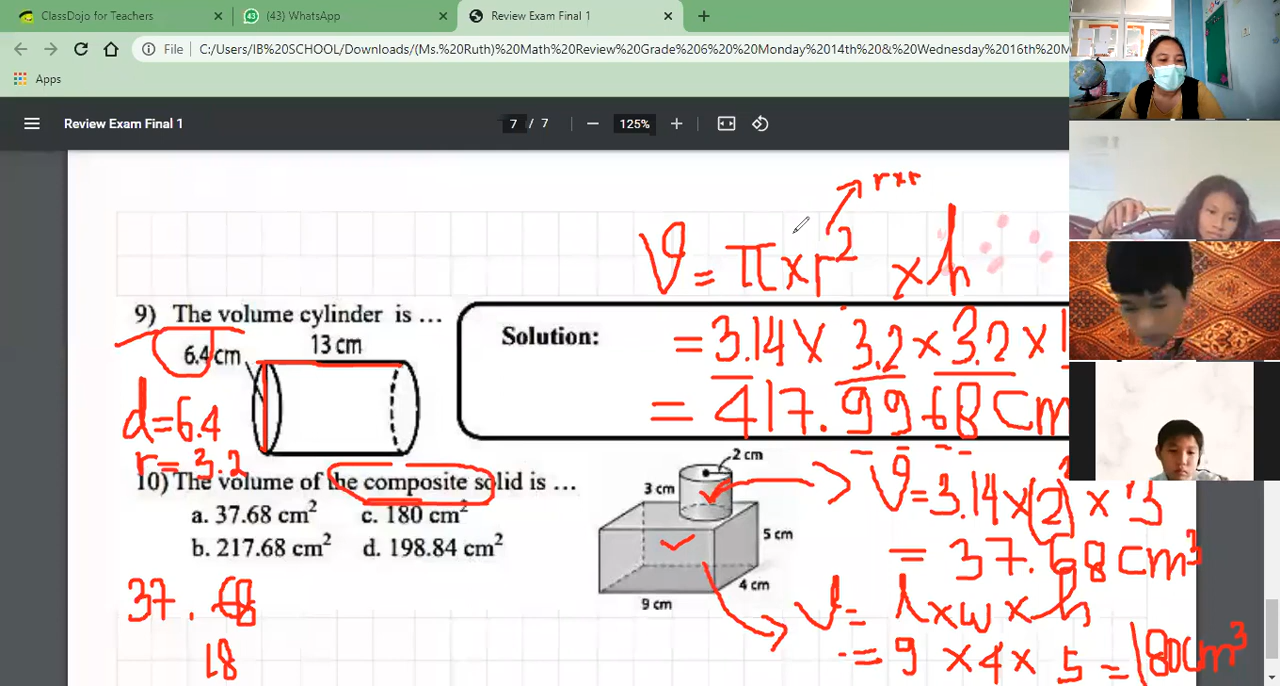 ClassDojo for Teachers
(43) WhatsApp
Review Exam Final 1
File C:/Users/IB%20SCHOOL/Downloads/(Ms.%20Ruth)%20Math%20Review%20Grade%206%20%20Monday%2014th%20&%20Wednesday%2016th%20M
Apps
Review Exam Final 1
7 / 7
125%
r×r
V = π × r² × h
9) The volume cylinder is ...
6.4 cm
13 cm
d=6.4
r=3.2
Solution:
= 3.14 × 3.2 × 3.2 × 1
= 417.9968 cm
10) The volume of the composite solid is ...
a. 37.68 cm² c. 180 cm²
b. 217.68 cm² d. 198.84 cm²
2 cm
3 cm
5 cm
4 cm
9 cm
V = 3.14 × (2)² × 3
= 37.68 cm³
V = l × w × h
= 9 × 4 × 5 = 180 cm³
37.68
18